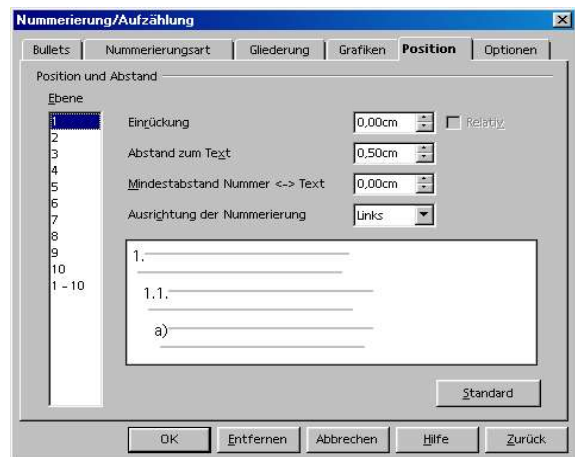 Nummerierung/Aufzählung
Bullets Nummerierungsart Gliederung Grafiken Position Optionen
Position und Abstand
Ebene
1
2
3
4
5
6
7
8
9
10
1 - 10
Einrückung 0,00cm Relativ
Abstand zum Text 0,50cm
Mindestabstand Nummer <-> Text 0,00cm
Ausrichtung der Nummerierung Links
1.
1.1.
a)
Standard
OK Entfernen Abbrechen Hilfe Zurück